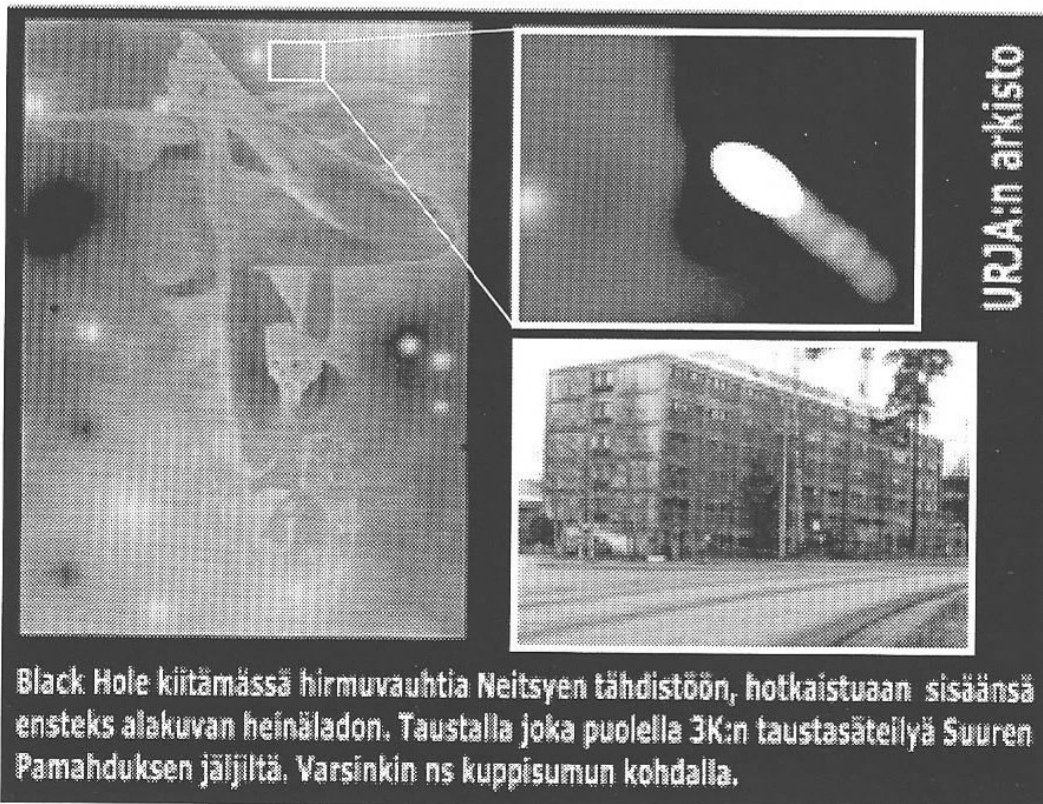 URJA:n arkisto
Black Hole kiitämässä hirmuvauhtia Neitsyen tähdistöön, hotkaistuaan sisäänsä
ensteks alakuvan heinäladon. Taustalla joka puolella 3K:n taustasäteilyä Suuren
Pamahduksen jäljiltä. Varsinkin ns kuppisumun kohdalla.